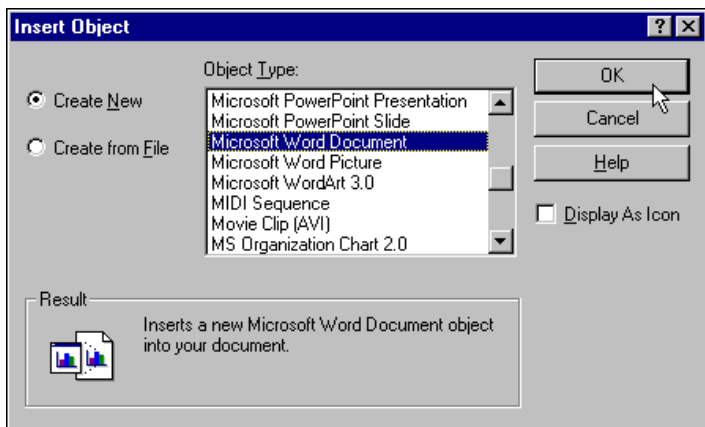 Insert Object
Object Type:
Create New
Create from File
Microsoft PowerPoint Presentation
Microsoft PowerPoint Slide
Microsoft Word Document
Microsoft Word Picture
Microsoft WordArt 3.0
MIDI Sequence
Movie Clip (AVI)
MS Organization Chart 2.0
OK
Cancel
Help
Display As Icon
Result
Inserts a new Microsoft Word Document object
into your document.